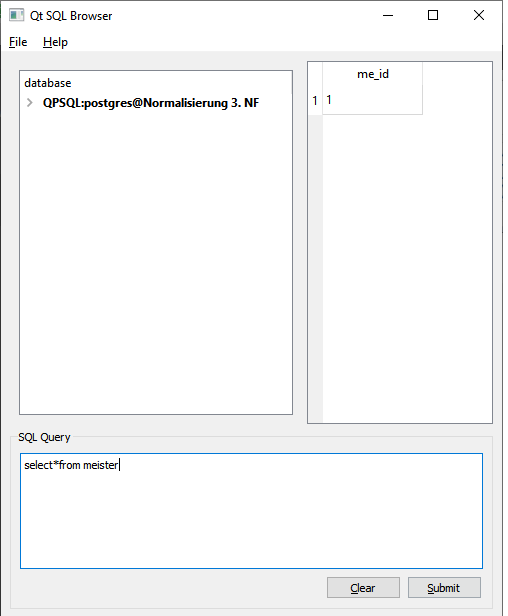 Qt SQL Browser
File Help
database
QPSQL:postgres@Normalisierung 3. NF
me_id
1 1
SQL Query
select*from meister
Clear Submit